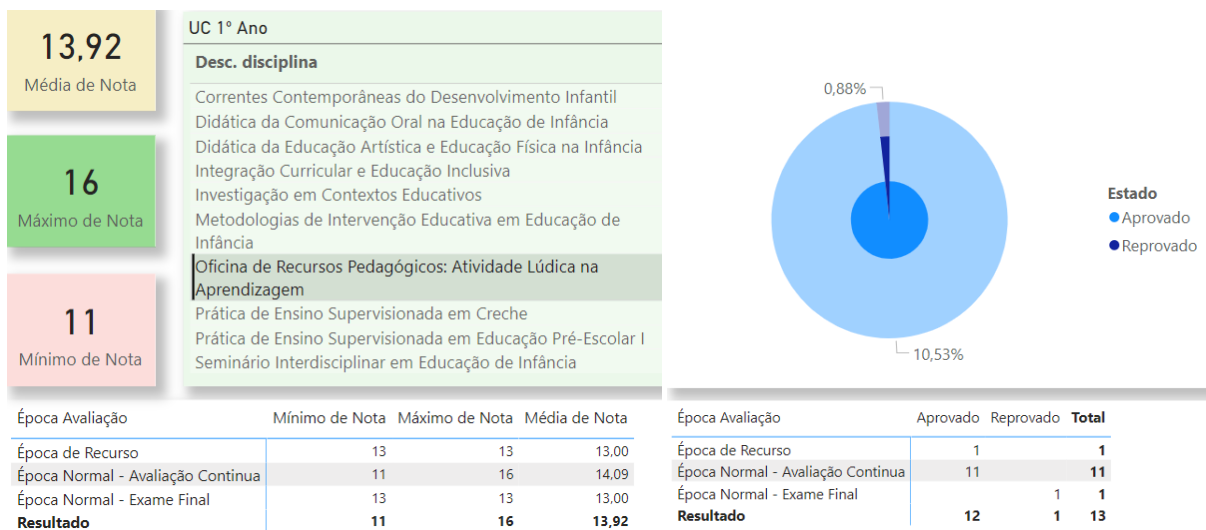 13,92
Média de Nota
16
Máximo de Nota
11
Mínimo de Nota
UC 1º Ano
Desc. disciplina
Correntes Contemporâneas do Desenvolvimento Infantil
Didática da Comunicação Oral na Educação de Infância
Didática da Educação Artística e Educação Física na Infância
Integração Curricular e Educação Inclusiva
Investigação em Contextos Educativos
Metodologias de Intervenção Educativa em Educação de
Infância
Oficina de Recursos Pedagógicos: Atividade Lúdica na
Aprendizagem
Prática de Ensino Supervisionada em Creche
Prática de Ensino Supervisionada em Educação Pré-Escolar I
Seminário Interdisciplinar em Educação de Infância
0,88%
10,53%
Estado
Aprovado
Reprovado
Época Avaliação Mínimo de Nota Máximo de Nota Média de Nota
Época de Recurso 13 13 13,00
Época Normal - Avaliação Continua 11 16 14,09
Época Normal - Exame Final 13 13 13,00
Resultado 11 16 13,92
Época Avaliação Aprovado Reprovado Total
Época de Recurso 1 1
Época Normal - Avaliação Continua 11 11
Época Normal - Exame Final 1 1
Resultado 12 1 13